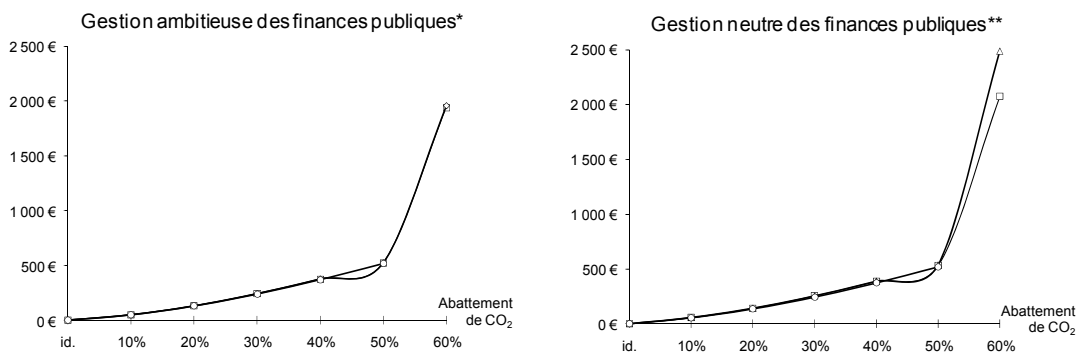 Gestion ambitieuse des finances publiques*
2 500 €
2 000 €
1 500 €
1 000 €
500 €
0 €
Abattement
de CO₂
id. 10% 20% 30% 40% 50% 60%
Gestion neutre des finances publiques**
2 500 €
2 000 €
1 500 €
1 000 €
500 €
0 €
Abattement
de CO₂
id. 10% 20% 30% 40% 50% 60%